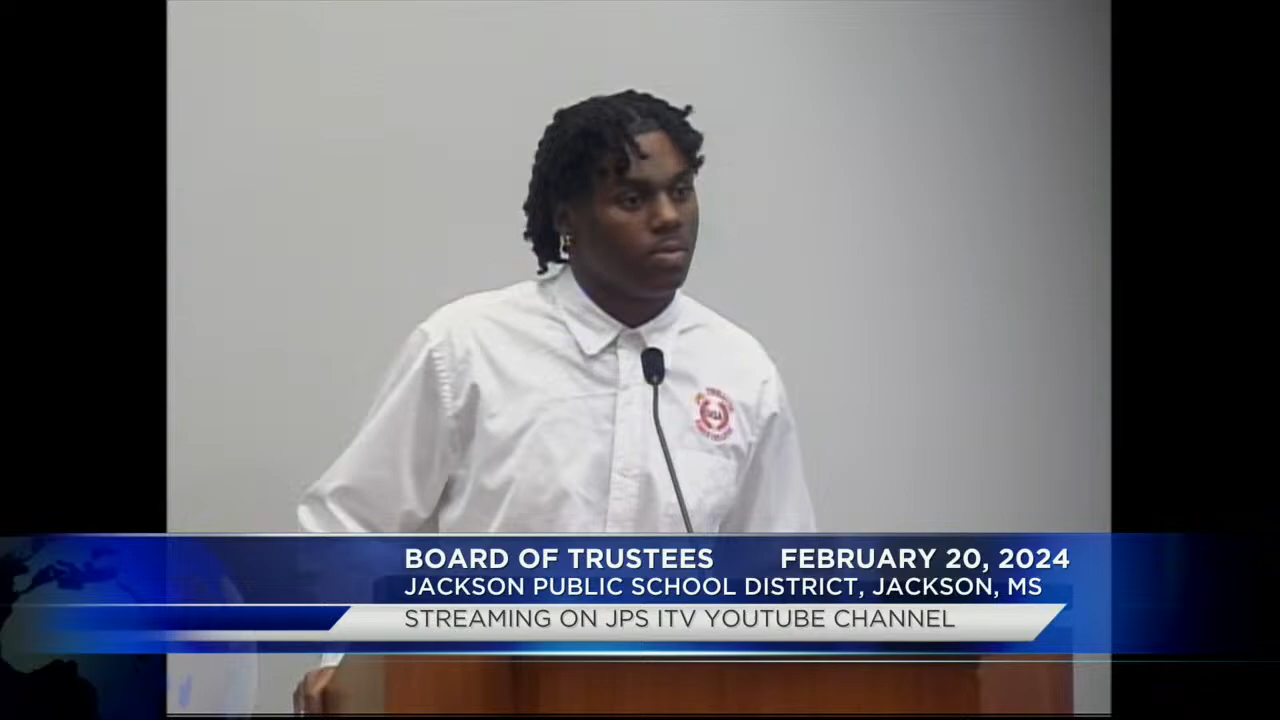 BOARD OF TRUSTEES FEBRUARY 20, 2024
JACKSON PUBLIC SCHOOL DISTRICT, JACKSON, MS
STREAMING ON JPS ITV YOUTUBE CHANNEL